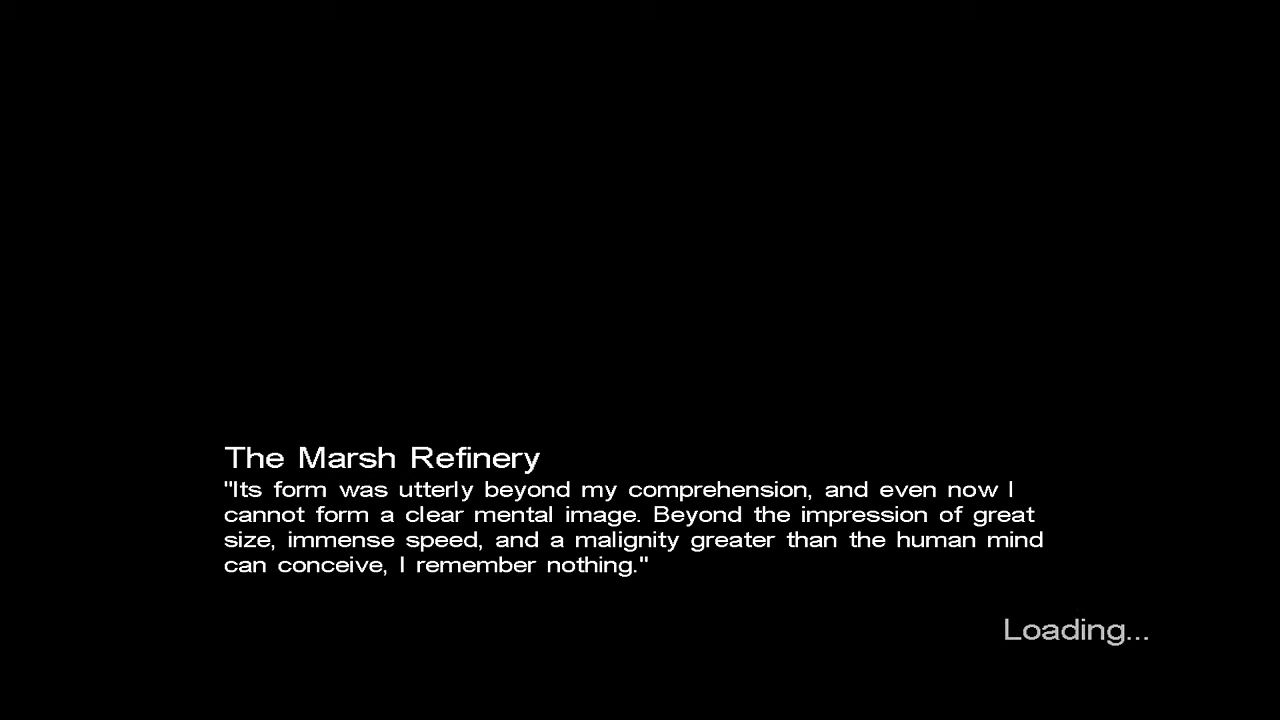 The Marsh Refinery
"Its form was utterly beyond my comprehension, and even now I
cannot form a clear mental image. Beyond the impression of great
size, immense speed, and a malignity greater than the human mind
can conceive, I remember nothing."
Loading...